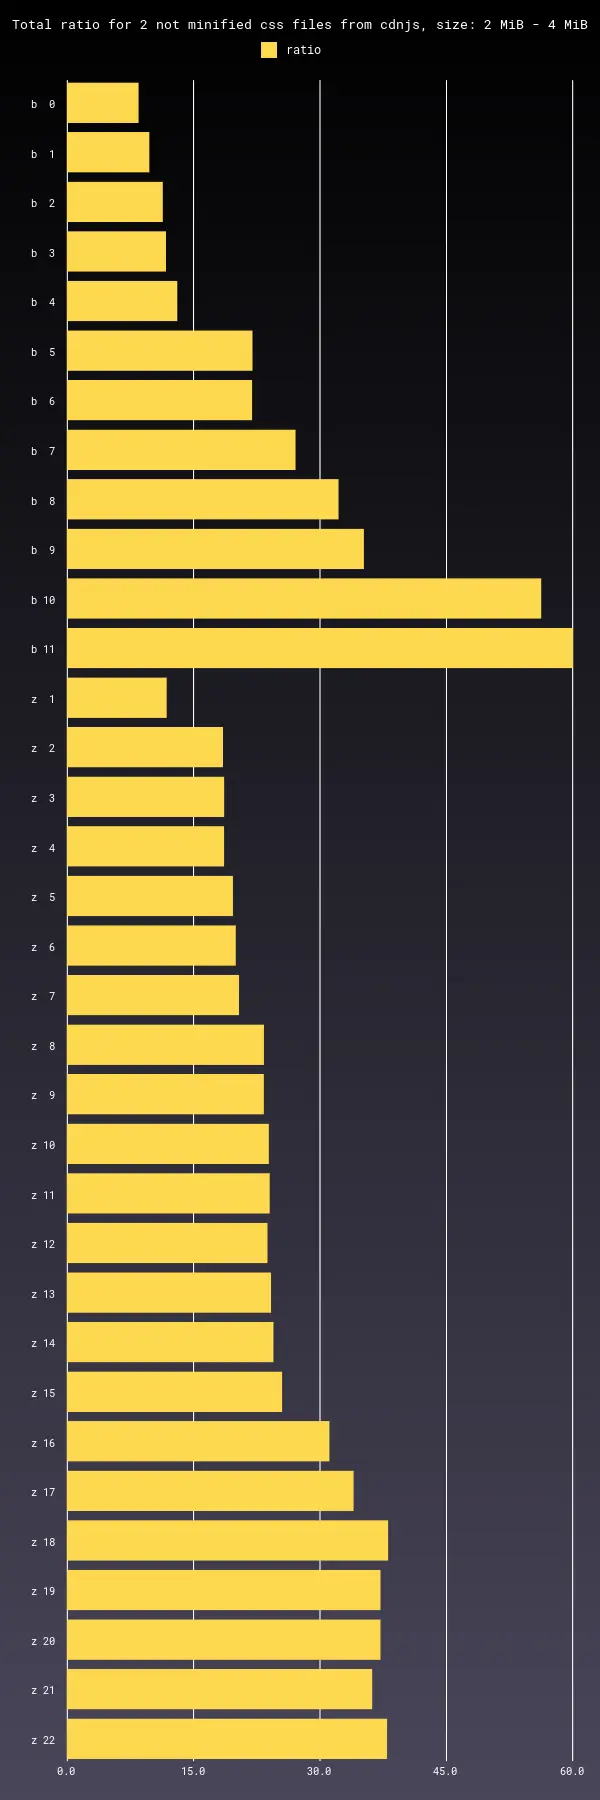 Total ratio for 2 not minified css files from cdnjs, size: 2 MiB - 4 MiB
ratio
b  0
b  1
b  2
b  3
b  4
b  5
b  6
b  7
b  8
b  9
b 10
b 11
z  1
z  2
z  3
z  4
z  5
z  6
z  7
z  8
z  9
z 10
z 11
z 12
z 13
z 14
z 15
z 16
z 17
z 18
z 19
z 20
z 21
z 22
0.0 15.0 30.0 45.0 60.0